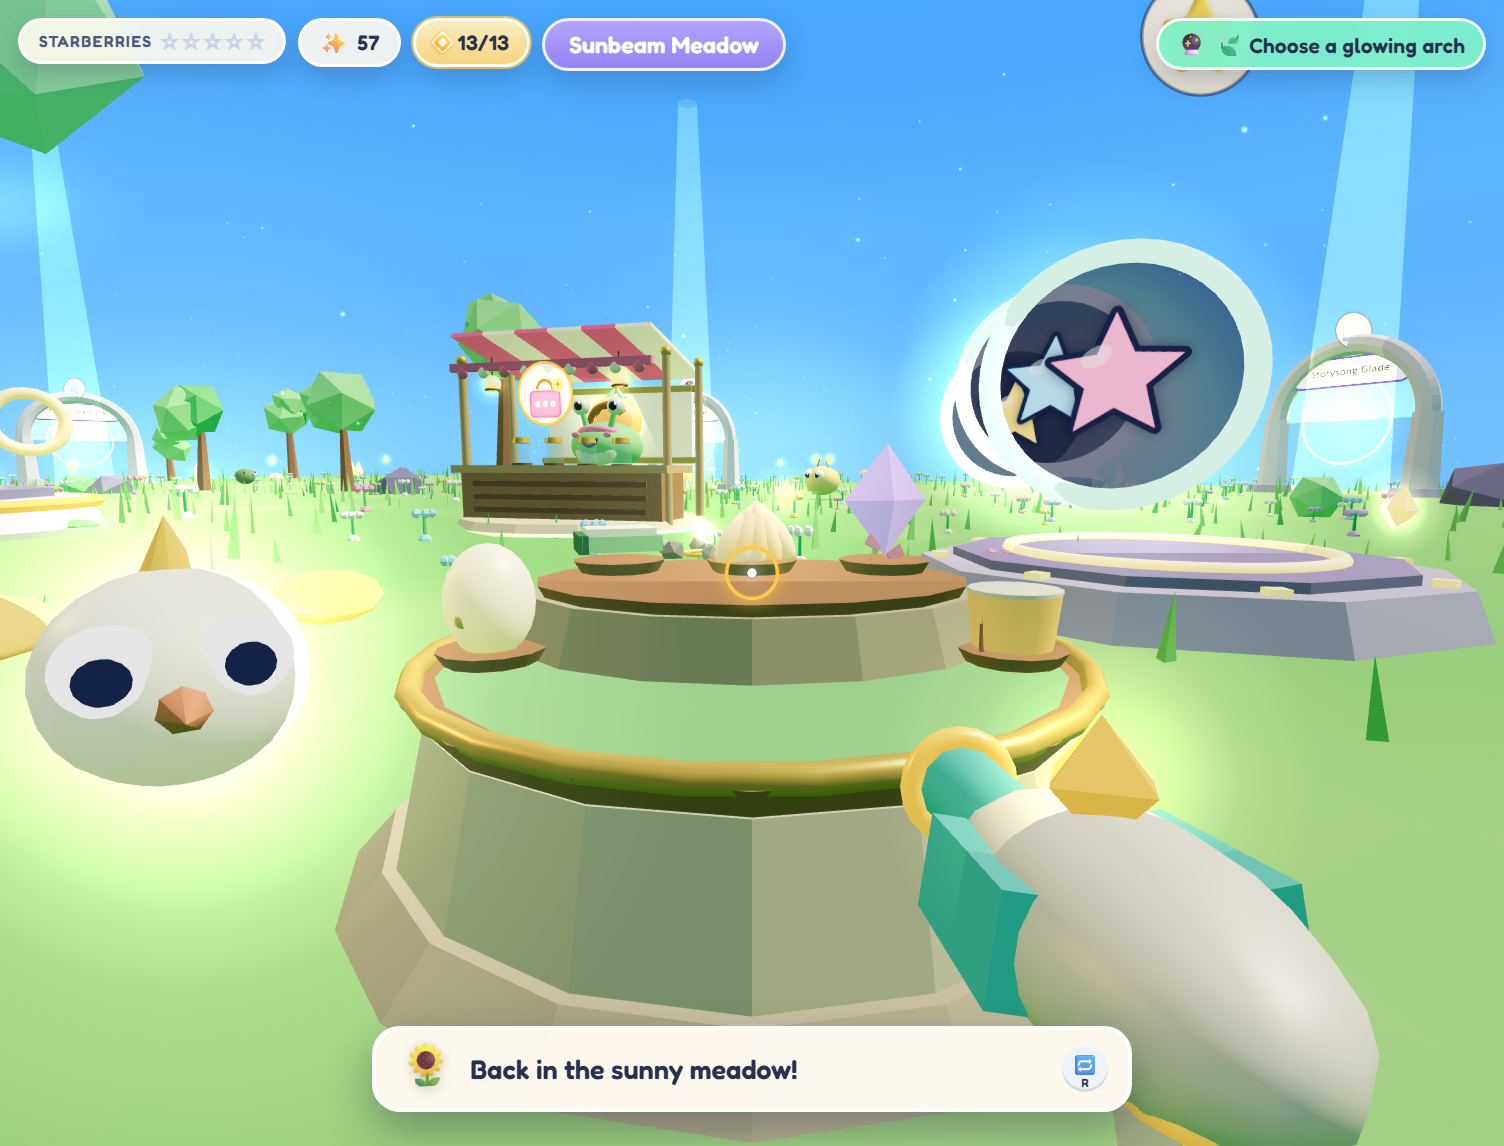 STARBERRIES
57
13/13
Sunbeam Meadow
Choose a glowing arch
Storysong Glade
Back in the sunny meadow!
R